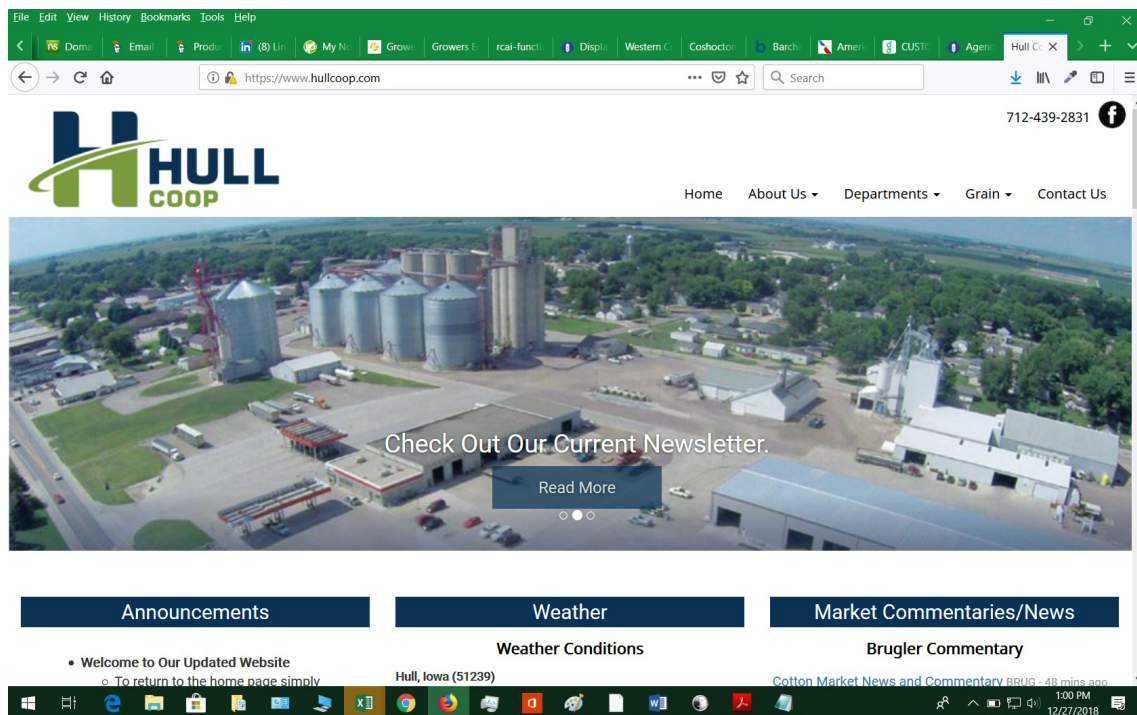 File Edit View History Bookmarks Tools Help
Doma Email Produ (8) Lin My No Growe Growers E rcai-functi Displa Western C Coshocton Barcha Ameri CUSTO Agend Hull Co
https://www.hullcoop.com Search
712-439-2831
HULL
COOP
Home About Us Departments Grain Contact Us
Check Out Our Current Newsletter.
Read More
Announcements Weather Market Commentaries/News
Weather Conditions Brugler Commentary
Welcome to Our Updated Website
To return to the home page simply
Hull, Iowa (51239)
Cotton Market News and Commentary BRUG - 48 mins ago
1:00 PM
12/27/2018